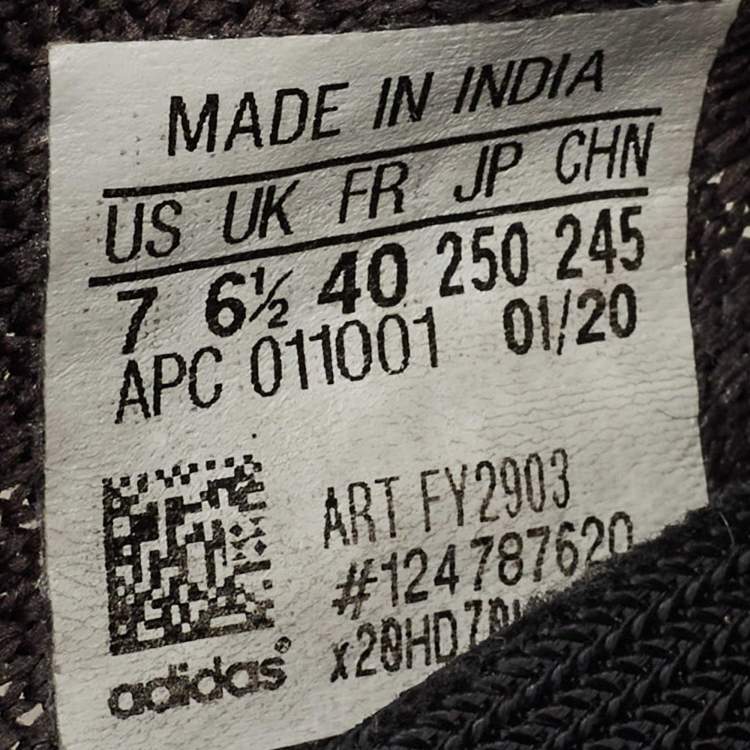 MADE IN INDIA
US UK FR JP CHN
7 6½ 40 250 245
APC 011001 01/20
ART FY2903
#124787620
adidas®